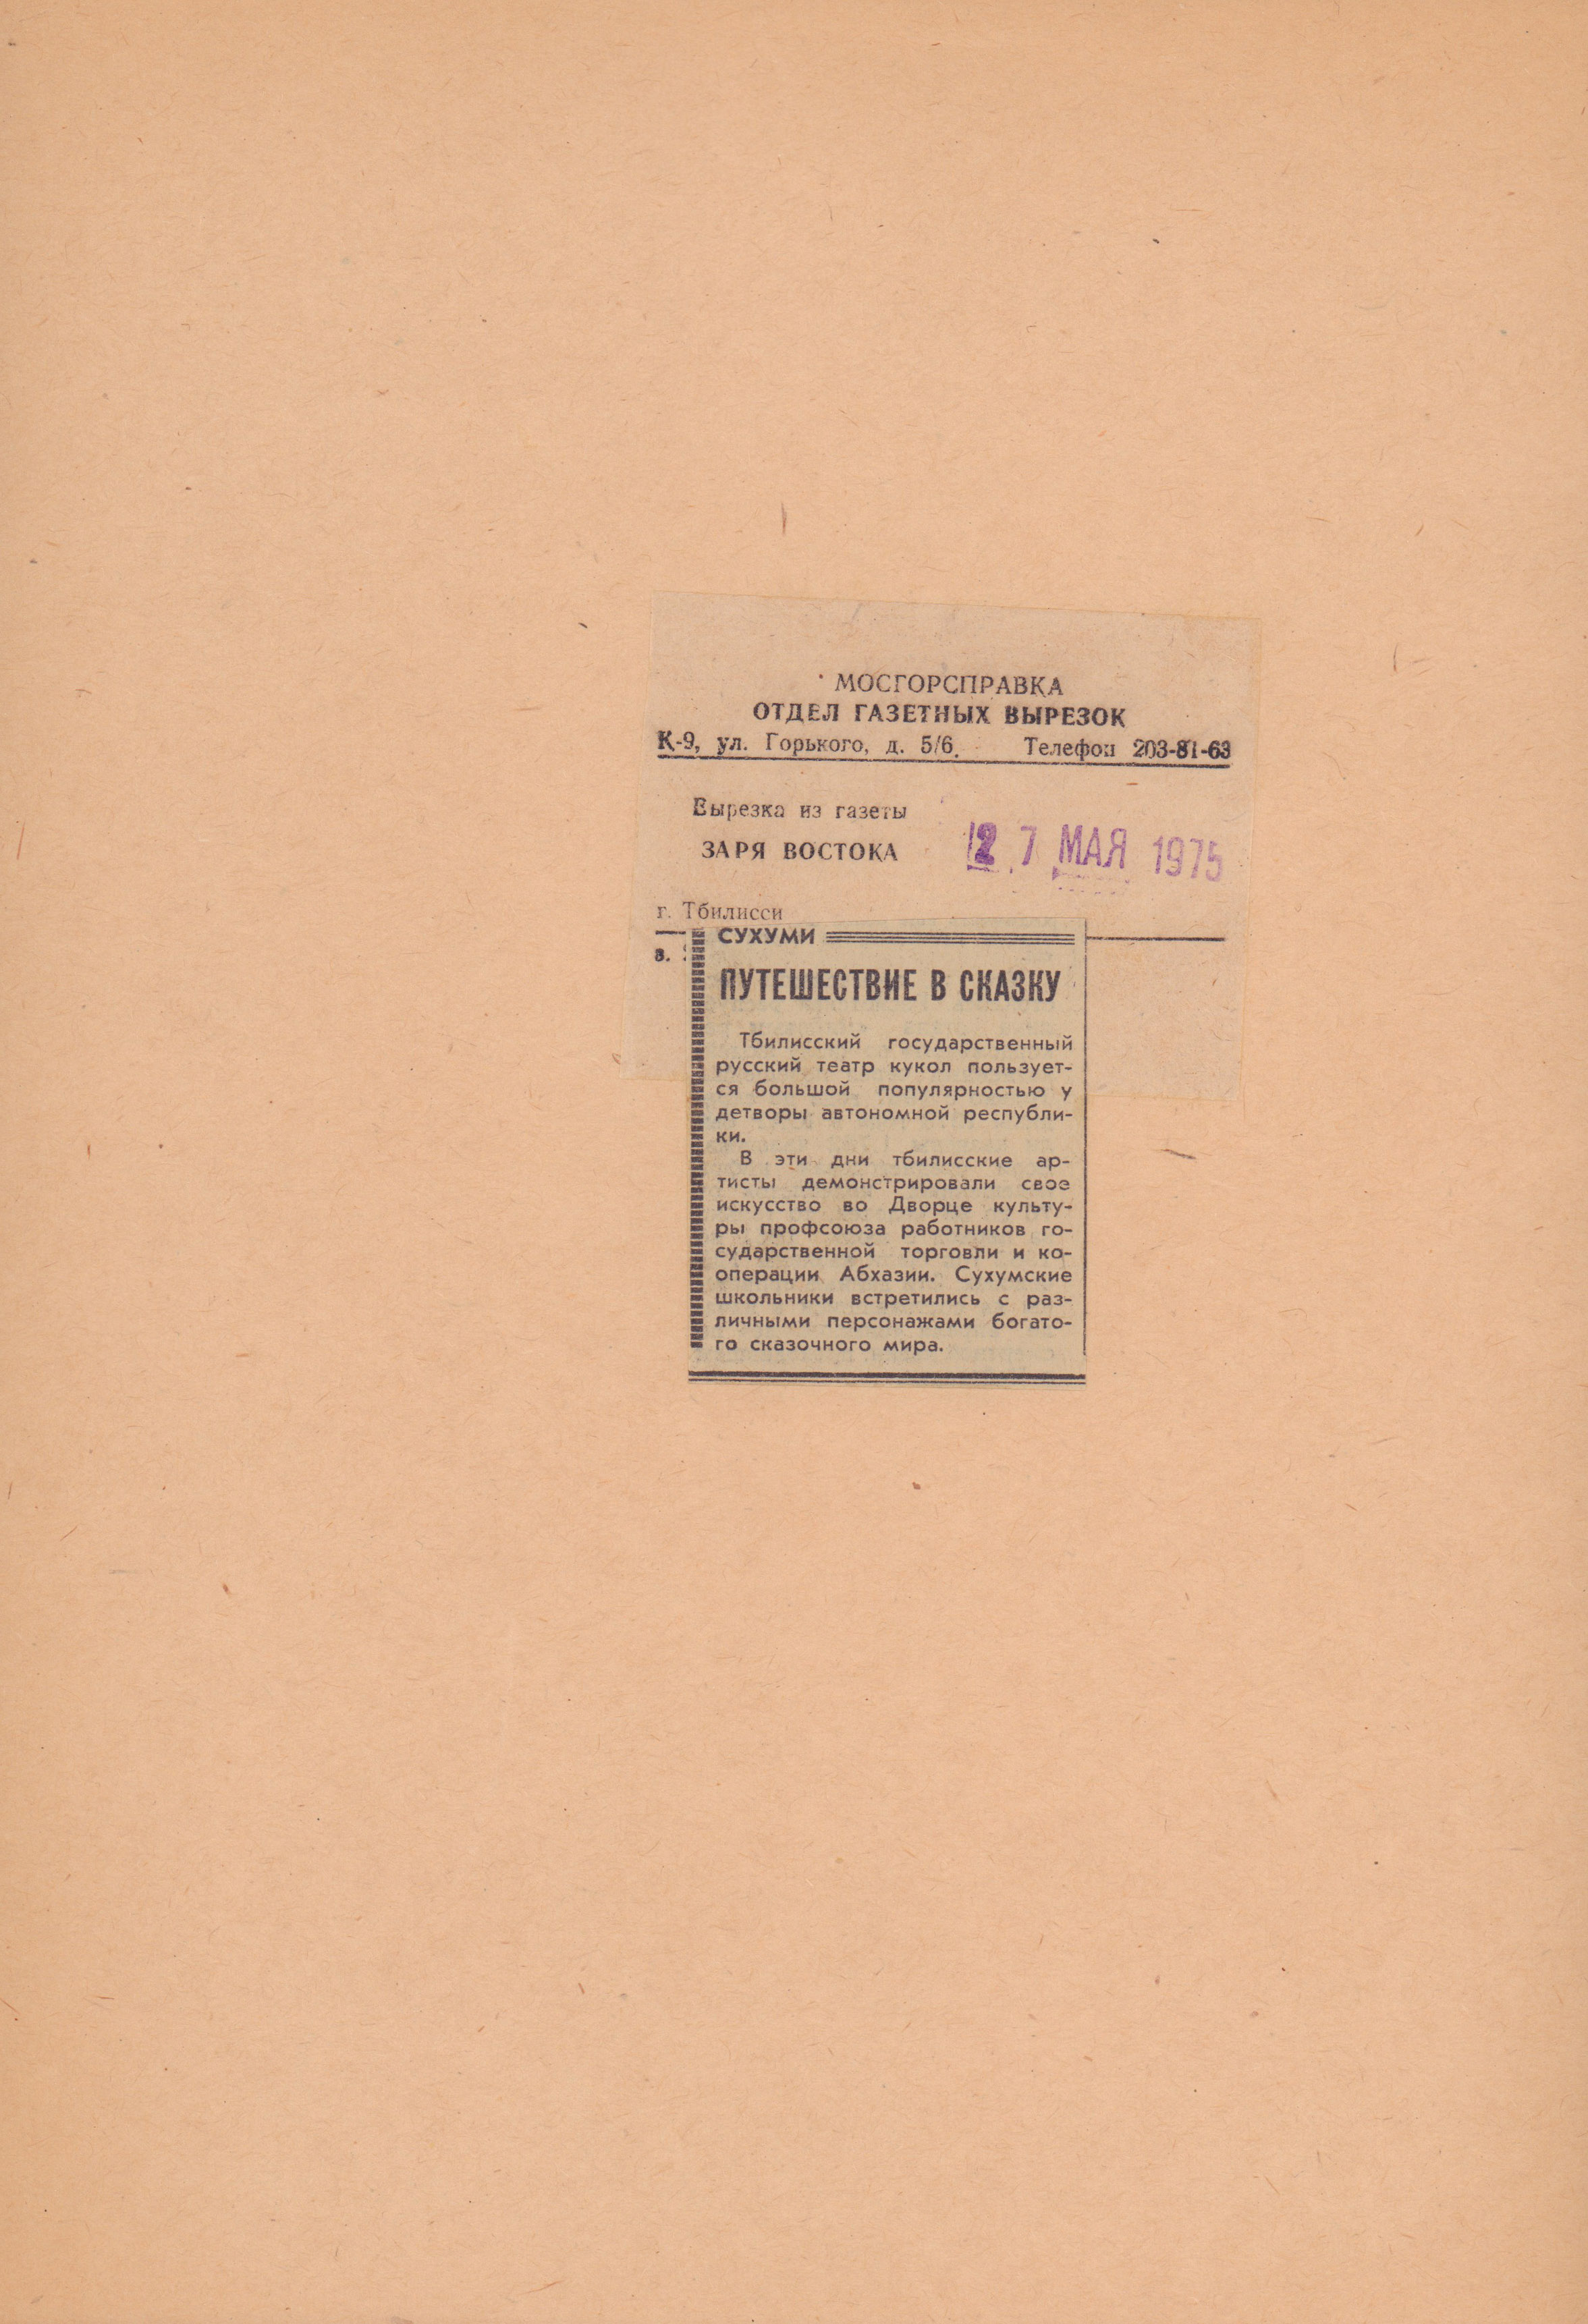 МОСГОРСПРАВКА
ОТДЕЛ ГАЗЕТНЫХ ВЫРЕЗОК
К-9, ул. Горького, д. 5/6. Телефон 203-81-63
Вырезка из газеты
ЗАРЯ ВОСТОКА
7 МАЯ 1975
г. Тбилисси
СУХУМИ
ПУТЕШЕСТВИЕ В СКАЗКУ
Тбилисский государственный
русский театр кукол пользует-
ся большой популярностью у
детворы автономной республи-
ки.
В эти дни тбилисские ар-
тисты демонстрировали свое
искусство во Дворце культу-
ры профсоюза работников го-
сударственной торговли и ко-
операции Абхазии. Сухумские
школьники встретились с раз-
личными персонажами богато-
го сказочного мира.